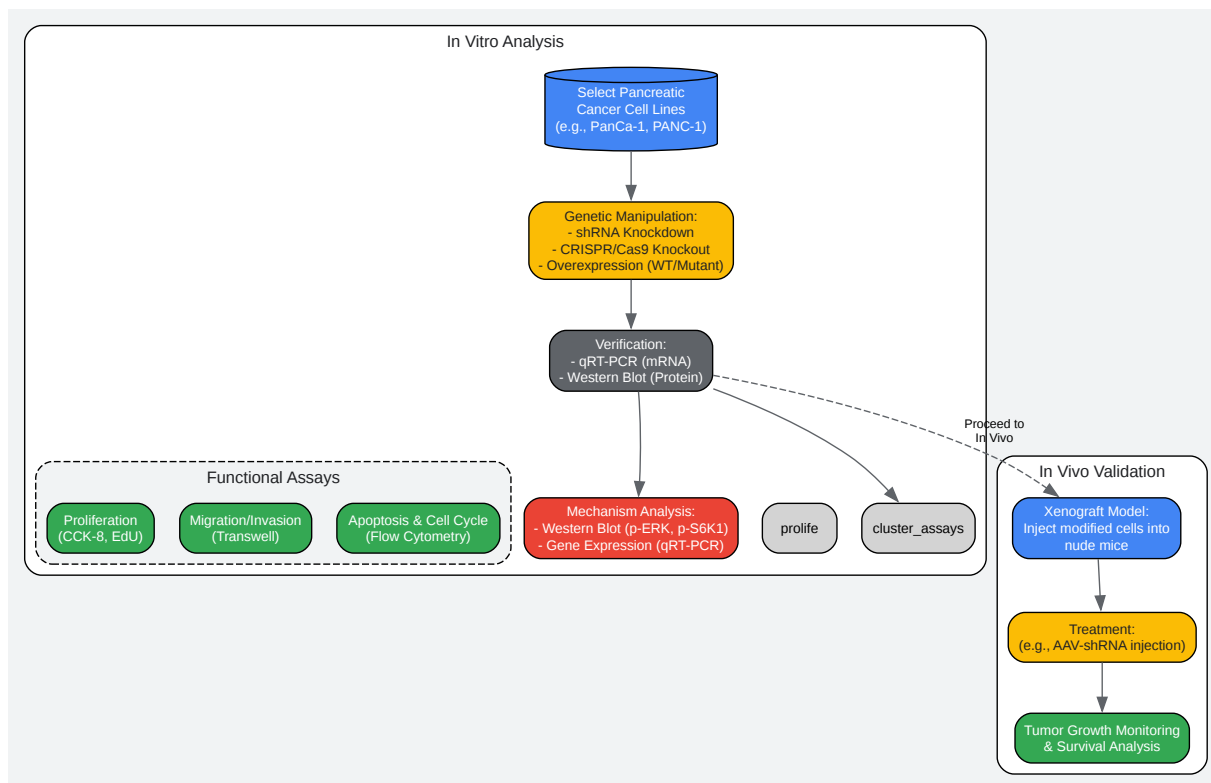 In Vitro Analysis
Select Pancreatic
Cancer Cell Lines
(e.g., PanCa-1, PANC-1)
Genetic Manipulation:
- shRNA Knockdown
- CRISPR/Cas9 Knockout
- Overexpression (WT/Mutant)
Verification:
- qRT-PCR (mRNA)
- Western Blot (Protein)
Proceed to
In Vivo
Functional Assays
Proliferation
(CCK-8, EdU)
Migration/Invasion
(Transwell)
Apoptosis & Cell Cycle
(Flow Cytometry)
Mechanism Analysis:
- Western Blot (p-ERK, p-S6K1)
- Gene Expression (qRT-PCR)
prolife
cluster_assays
In Vivo Validation
Xenograft Model:
Inject modified cells into
nude mice
Treatment:
(e.g., AAV-shRNA injection)
Tumor Growth Monitoring
& Survival Analysis